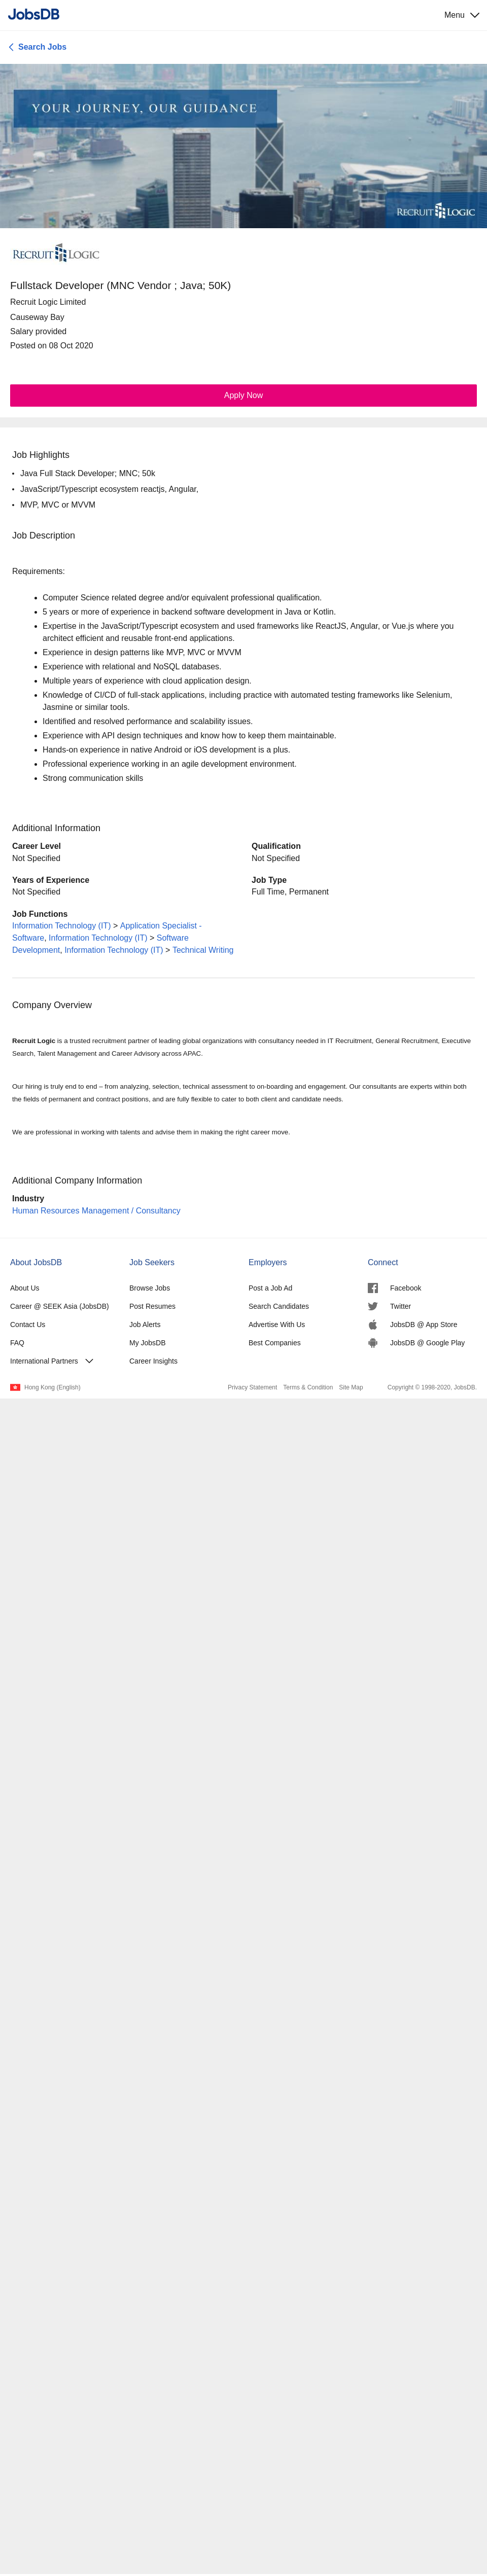 JobsDB
Menu
Search Jobs
YOUR JOURNEY, OUR GUIDANCE
RECRUIT LOGIC
RECRUIT LOGIC
Fullstack Developer (MNC Vendor ; Java; 50K)
Recruit Logic Limited
Causeway Bay
Salary provided
Posted on 08 Oct 2020
Apply Now
Job Highlights
• Java Full Stack Developer; MNC; 50k
• JavaScript/Typescript ecosystem reactjs, Angular,
• MVP, MVC or MVVM
Job Description
Requirements:
• Computer Science related degree and/or equivalent professional qualification.
• 5 years or more of experience in backend software development in Java or Kotlin.
• Expertise in the JavaScript/Typescript ecosystem and used frameworks like ReactJS, Angular, or Vue.js where you
architect efficient and reusable front-end applications.
• Experience in design patterns like MVP, MVC or MVVM
• Experience with relational and NoSQL databases.
• Multiple years of experience with cloud application design.
• Knowledge of CI/CD of full-stack applications, including practice with automated testing frameworks like Selenium,
Jasmine or similar tools.
• Identified and resolved performance and scalability issues.
• Experience with API design techniques and know how to keep them maintainable.
• Hands-on experience in native Android or iOS development is a plus.
• Professional experience working in an agile development environment.
• Strong communication skills
Additional Information
Career Level
Not Specified
Qualification
Not Specified
Years of Experience
Not Specified
Job Type
Full Time, Permanent
Job Functions
Information Technology (IT) > Application Specialist -
Software, Information Technology (IT) > Software
Development, Information Technology (IT) > Technical Writing
Company Overview
Recruit Logic is a trusted recruitment partner of leading global organizations with consultancy needed in IT Recruitment, General Recruitment, Executive
Search, Talent Management and Career Advisory across APAC.
Our hiring is truly end to end – from analyzing, selection, technical assessment to on-boarding and engagement. Our consultants are experts within both
the fields of permanent and contract positions, and are fully flexible to cater to both client and candidate needs.
We are professional in working with talents and advise them in making the right career move.
Additional Company Information
Industry
Human Resources Management / Consultancy
About JobsDB
About Us
Career @ SEEK Asia (JobsDB)
Contact Us
FAQ
International Partners
Job Seekers
Browse Jobs
Post Resumes
Job Alerts
My JobsDB
Career Insights
Employers
Post a Job Ad
Search Candidates
Advertise With Us
Best Companies
Connect
Facebook
Twitter
JobsDB @ App Store
JobsDB @ Google Play
Hong Kong (English)
Privacy Statement Terms & Condition Site Map
Copyright © 1998-2020, JobsDB.